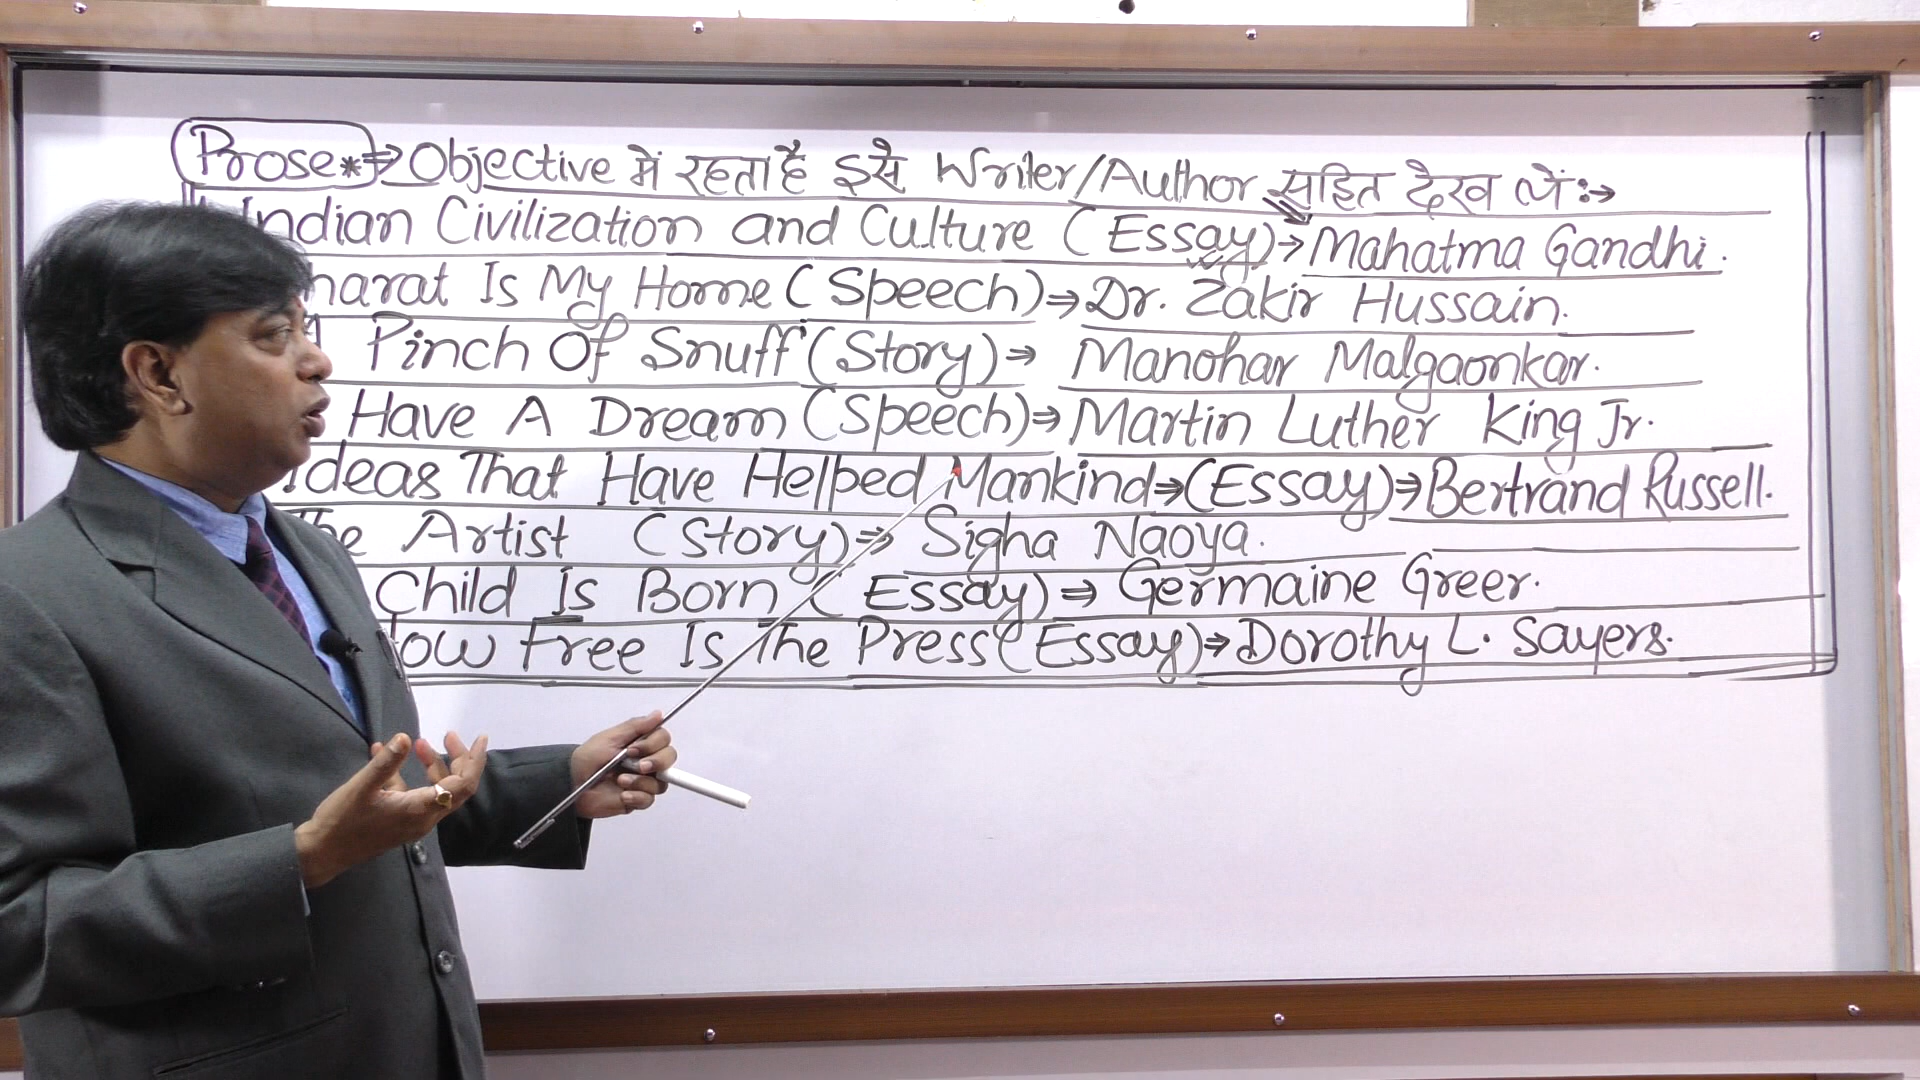 Prose*⇒ Objective में रहता है इसे Writer/Author सहित देख लें:→
Indian Civilization and Culture (Essay)→ Mahatma Gandhi.
harat Is My Home (Speech)⇒ Dr. Zakir Hussain.
Pinch Of Snuff (Story)⇒ Manohar Malgaonkar.
Have A Dream (Speech)⇒ Martin Luther King Jr.
Ideas That Have Helped Mankind⇒(Essay)⇒ Bertrand Russell.
The Artist (Story)⇒ Sigha Naoya.
Child Is Born (Essay)⇒ Germaine Greer.
ow Free Is The Press (Essay)⇒ Dorothy L. Sayers.